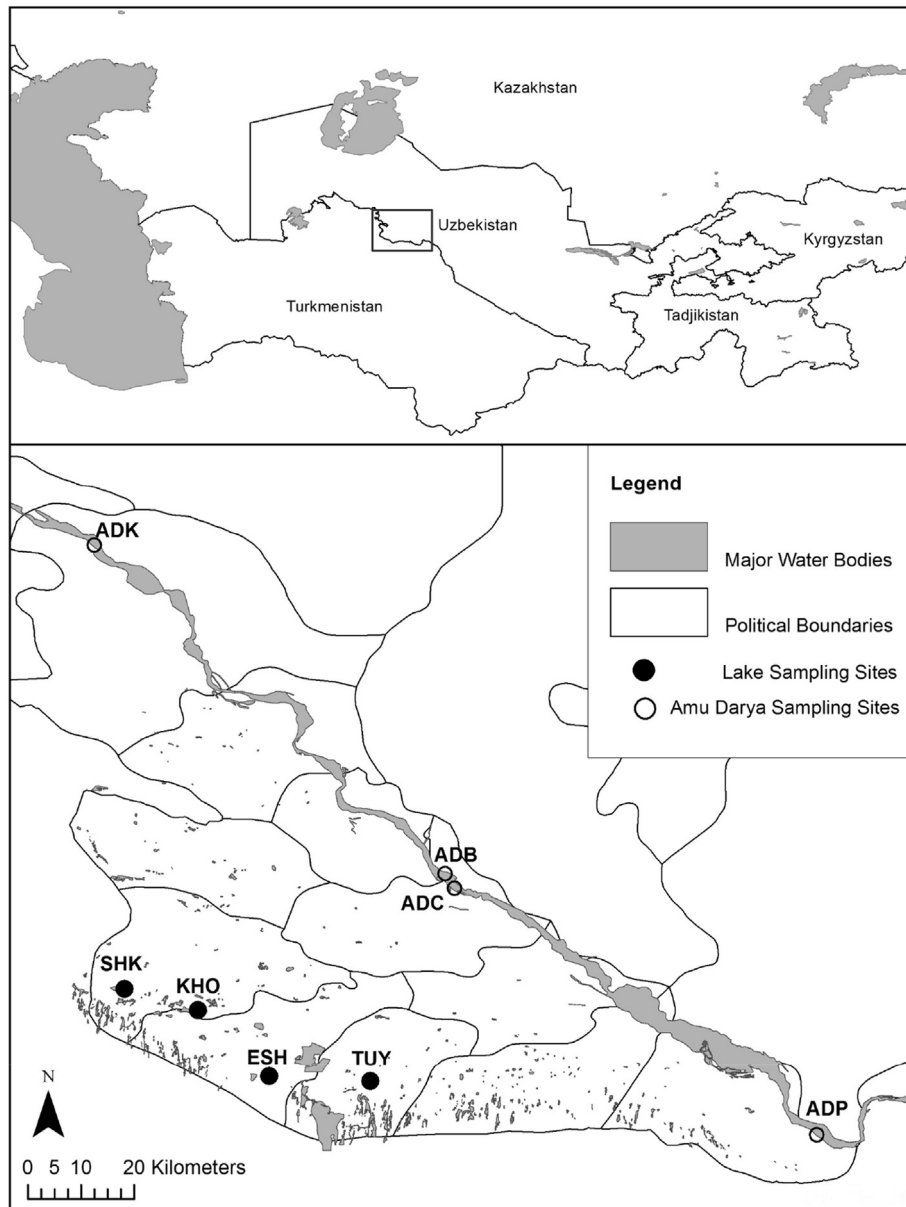 Kazakhstan
Uzbekistan
Kyrgyzstan
Turkmenistan
Tadjikistan
Legend
Major Water Bodies
Political Boundaries
Lake Sampling Sites
Amu Darya Sampling Sites
ADK
ADB
ADC
SHK
KHO
ESH
TUY
ADP
N
0 5 10 20 Kilometers